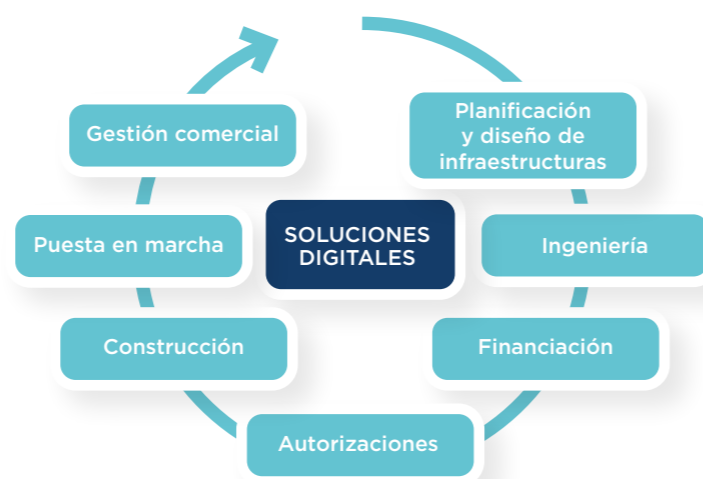 Planificación
y diseño de
infraestructuras
Ingeniería
Financiación
Autorizaciones
Construcción
Puesta en marcha
Gestión comercial
SOLUCIONES
DIGITALES